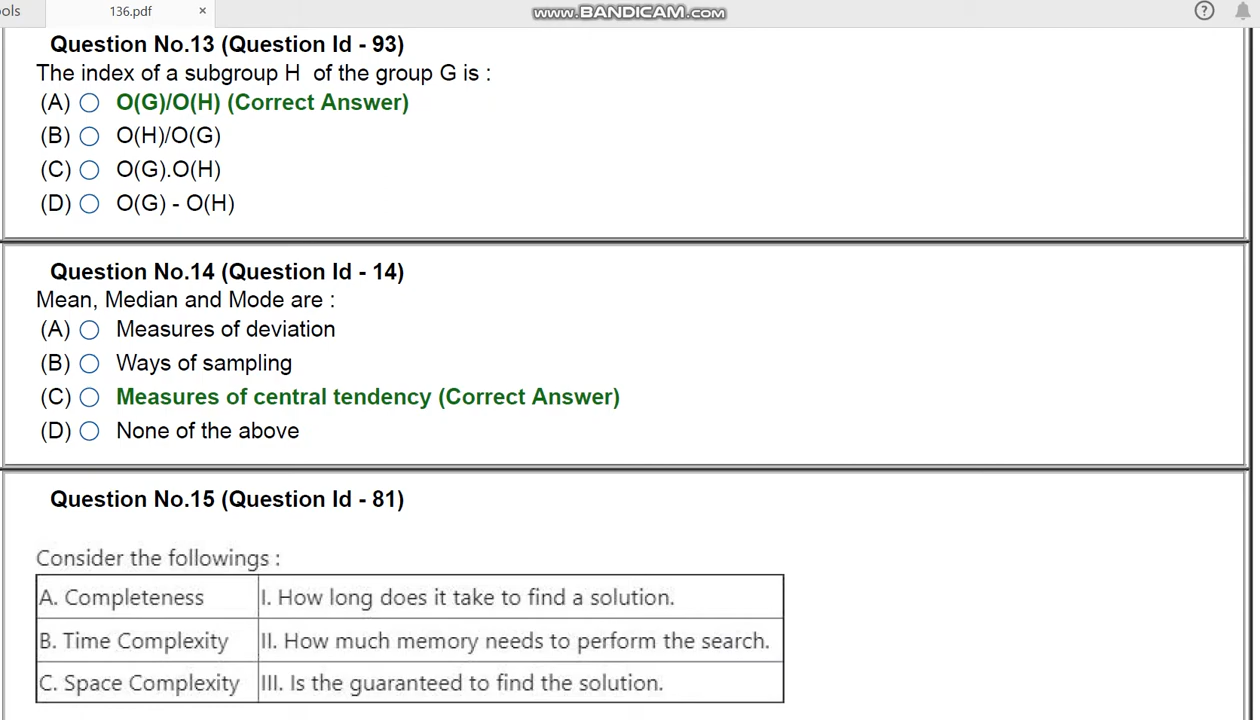 ols 136.pdf × www.BANDICAM.com ?
Question No.13 (Question Id - 93)
The index of a subgroup H of the group G is :
(A) O(G)/O(H) (Correct Answer)
(B) O(H)/O(G)
(C) O(G).O(H)
(D) O(G) - O(H)
Question No.14 (Question Id - 14)
Mean, Median and Mode are :
(A) Measures of deviation
(B) Ways of sampling
(C) Measures of central tendency (Correct Answer)
(D) None of the above
Question No.15 (Question Id - 81)
Consider the followings :
A. Completeness I. How long does it take to find a solution.
B. Time Complexity II. How much memory needs to perform the search.
C. Space Complexity III. Is the guaranteed to find the solution.